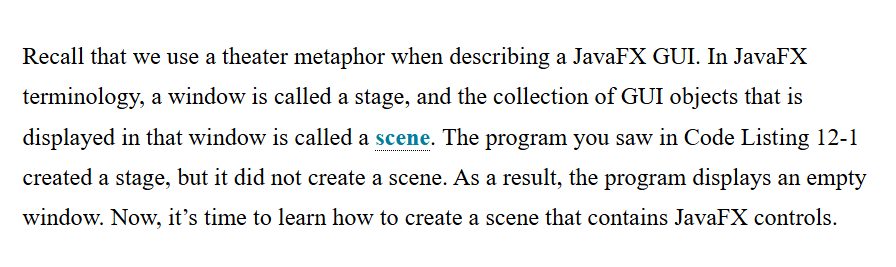 Recall that we use a theater metaphor when describing a JavaFX GUI. In JavaFX
terminology, a window is called a stage, and the collection of GUI objects that is
displayed in that window is called a scene. The program you saw in Code Listing 12-1
created a stage, but it did not create a scene. As a result, the program displays an empty
window. Now, it’s time to learn how to create a scene that contains JavaFX controls.